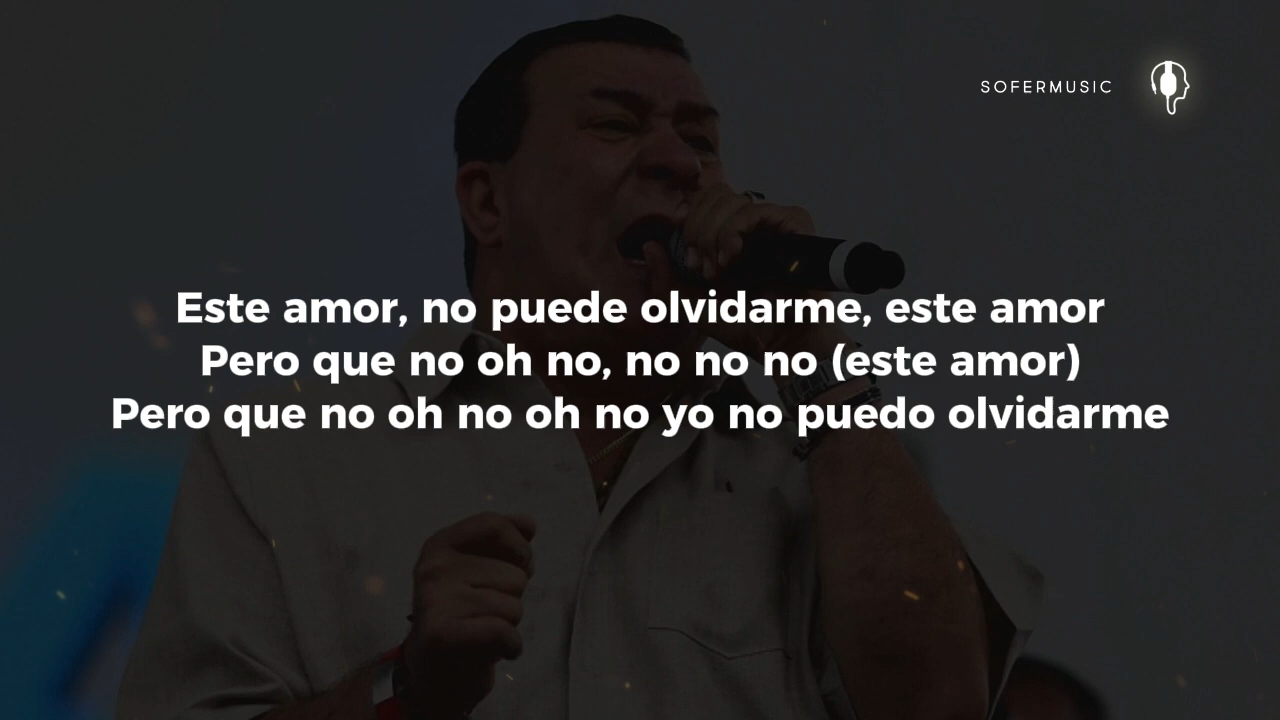 SOFERMUSIC
Este amor, no puede olvidarme, este amor
Pero que no oh no, no no no (este amor)
Pero que no oh no oh no yo no puedo olvidarme